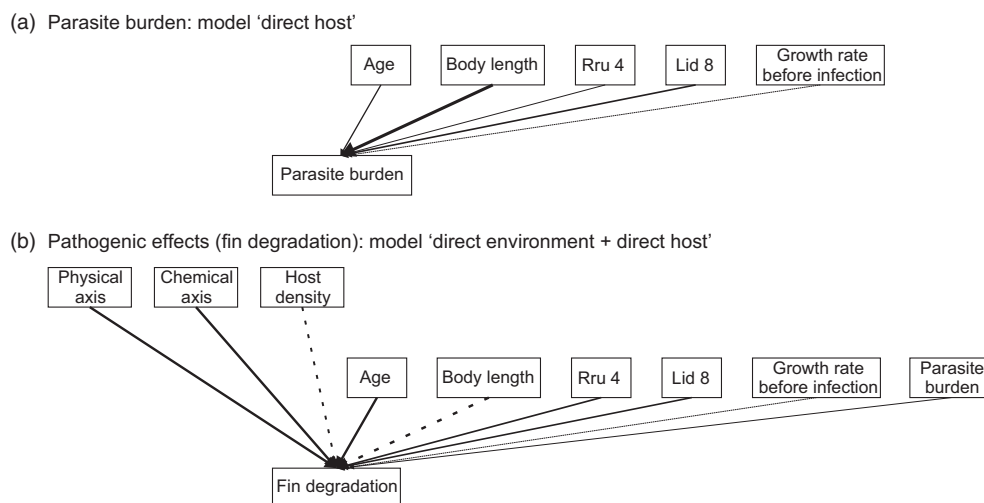 (a) Parasite burden: model ‘direct host’
Age
Body length
Rru 4
Lid 8
Growth rate
before infection
Parasite burden
(b) Pathogenic effects (fin degradation): model ‘direct environment + direct host’
Physical
axis
Chemical
axis
Host
density
Age
Body length
Rru 4
Lid 8
Growth rate
before infection
Parasite
burden
Fin degradation